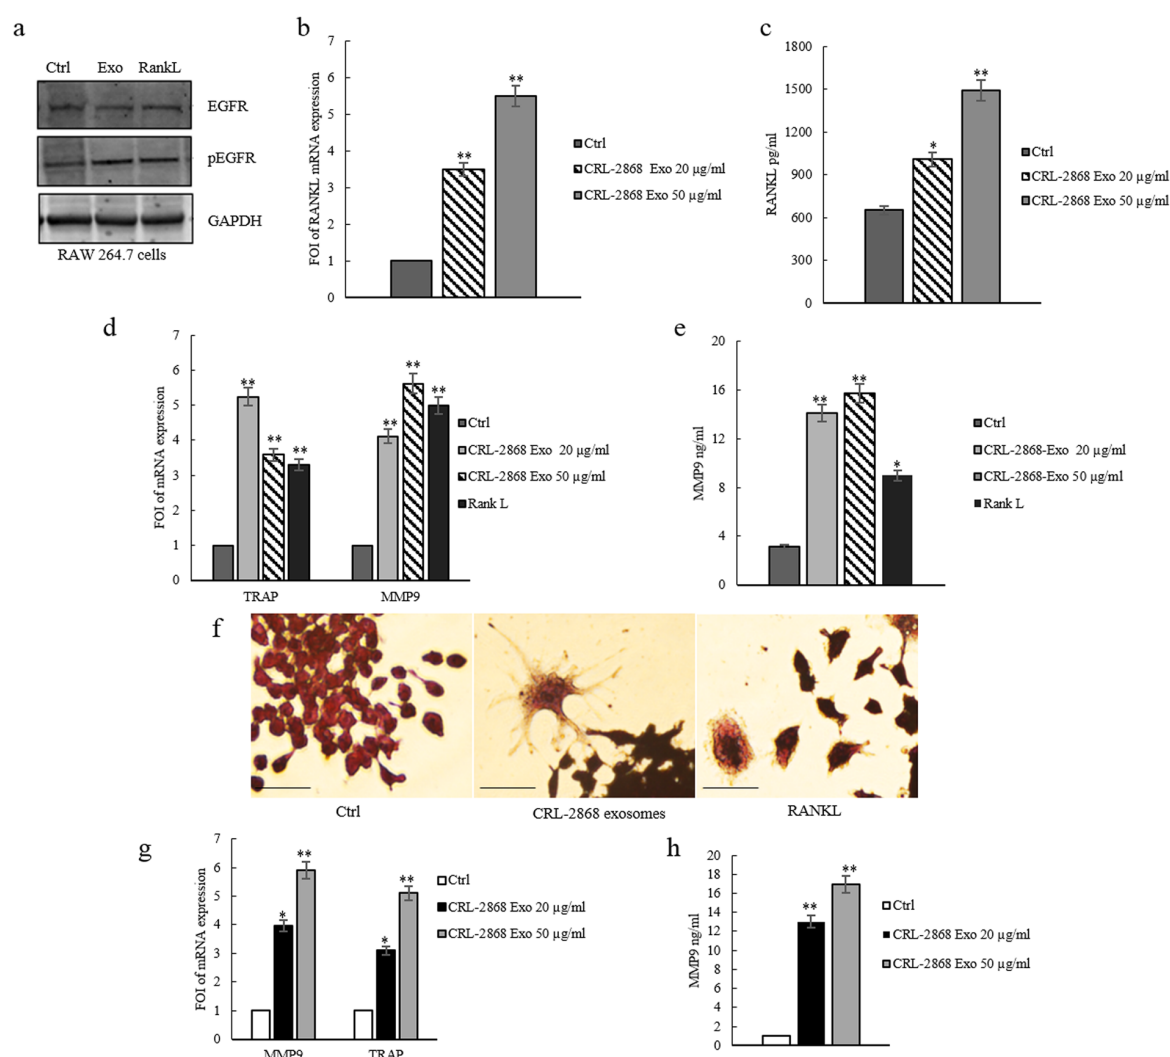 a
Ctrl Exo RankL
EGFR
pEGFR
GAPDH
RAW 264.7 cells
b
FOI of RANKL mRNA expression
7
6
5
4
3
2
1
0
**
**
Ctrl
CRL-2868 Exo 20 µg/ml
CRL-2868 Exo 50 µg/ml
c
RANKL pg/ml
1800
1500
1200
900
600
300
0
*
**
Ctrl
CRL-2868 Exo 20 µg/ml
CRL-2868 Exo 50 µg/ml
d
FOI of mRNA expression
7
6
5
4
3
2
1
0
**
**
**
**
**
**
TRAP MMP9
Ctrl
CRL-2868 Exo 20 µg/ml
CRL-2868 Exo 50 µg/ml
Rank L
e
MMP9 ng/ml
20
16
12
8
4
0
**
**
*
Ctrl
CRL-2868-Exo 20 µg/ml
CRL-2868-Exo 50 µg/ml
Rank L
f
Ctrl
CRL-2868 exosomes
RANKL
g
FOI of mRNA expression
7
6
5
4
3
2
1
0
*
**
*
**
MMP9 TRAP
Ctrl
CRL-2868 Exo 20 µg/ml
CRL-2868 Exo 50 µg/ml
h
MMP9 ng/ml
20
18
16
14
12
10
8
6
4
2
0
**
**
Ctrl
CRL-2868 Exo 20 µg/ml
CRL-2868 Exo 50 µg/ml